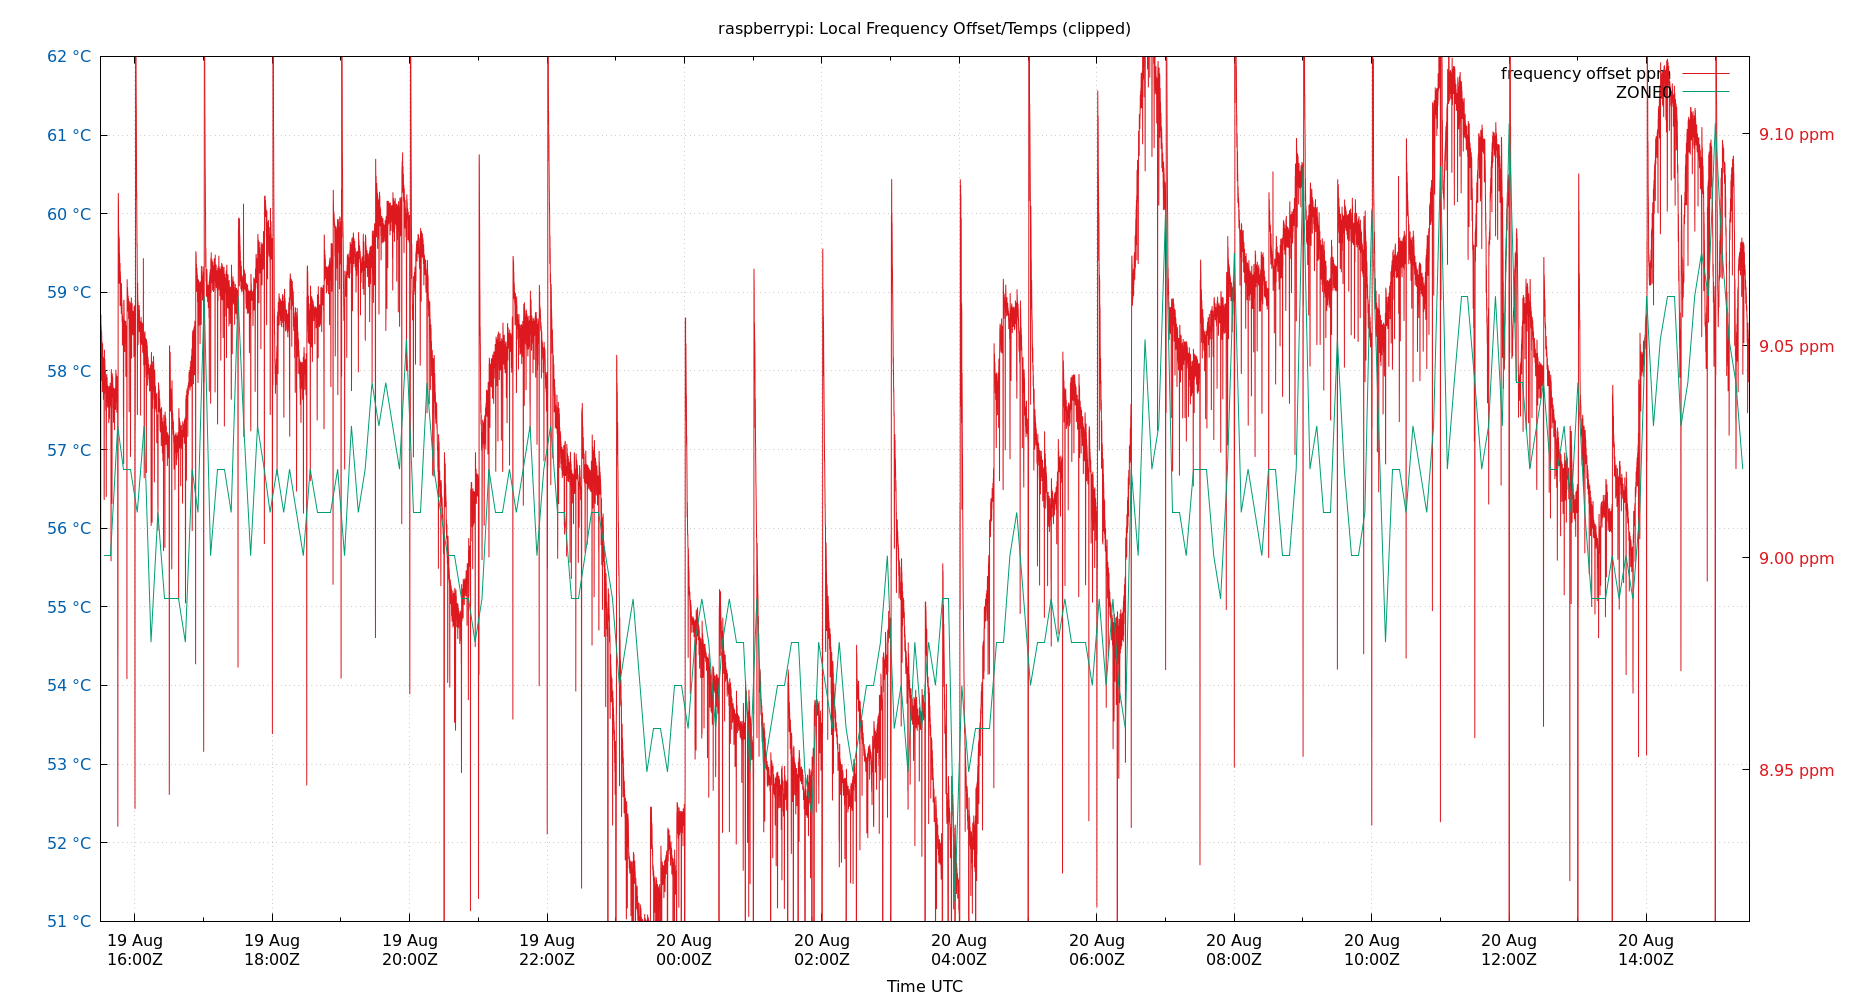 raspberrypi: Local Frequency Offset/Temps (clipped)
frequency offset ppm
ZONE0
62 °C
61 °C
60 °C
59 °C
58 °C
57 °C
56 °C
55 °C
54 °C
53 °C
52 °C
51 °C
9.10 ppm
9.05 ppm
9.00 ppm
8.95 ppm
19 Aug
16:00Z
19 Aug
18:00Z
19 Aug
20:00Z
19 Aug
22:00Z
20 Aug
00:00Z
20 Aug
02:00Z
20 Aug
04:00Z
20 Aug
06:00Z
20 Aug
08:00Z
20 Aug
10:00Z
20 Aug
12:00Z
20 Aug
14:00Z
Time UTC